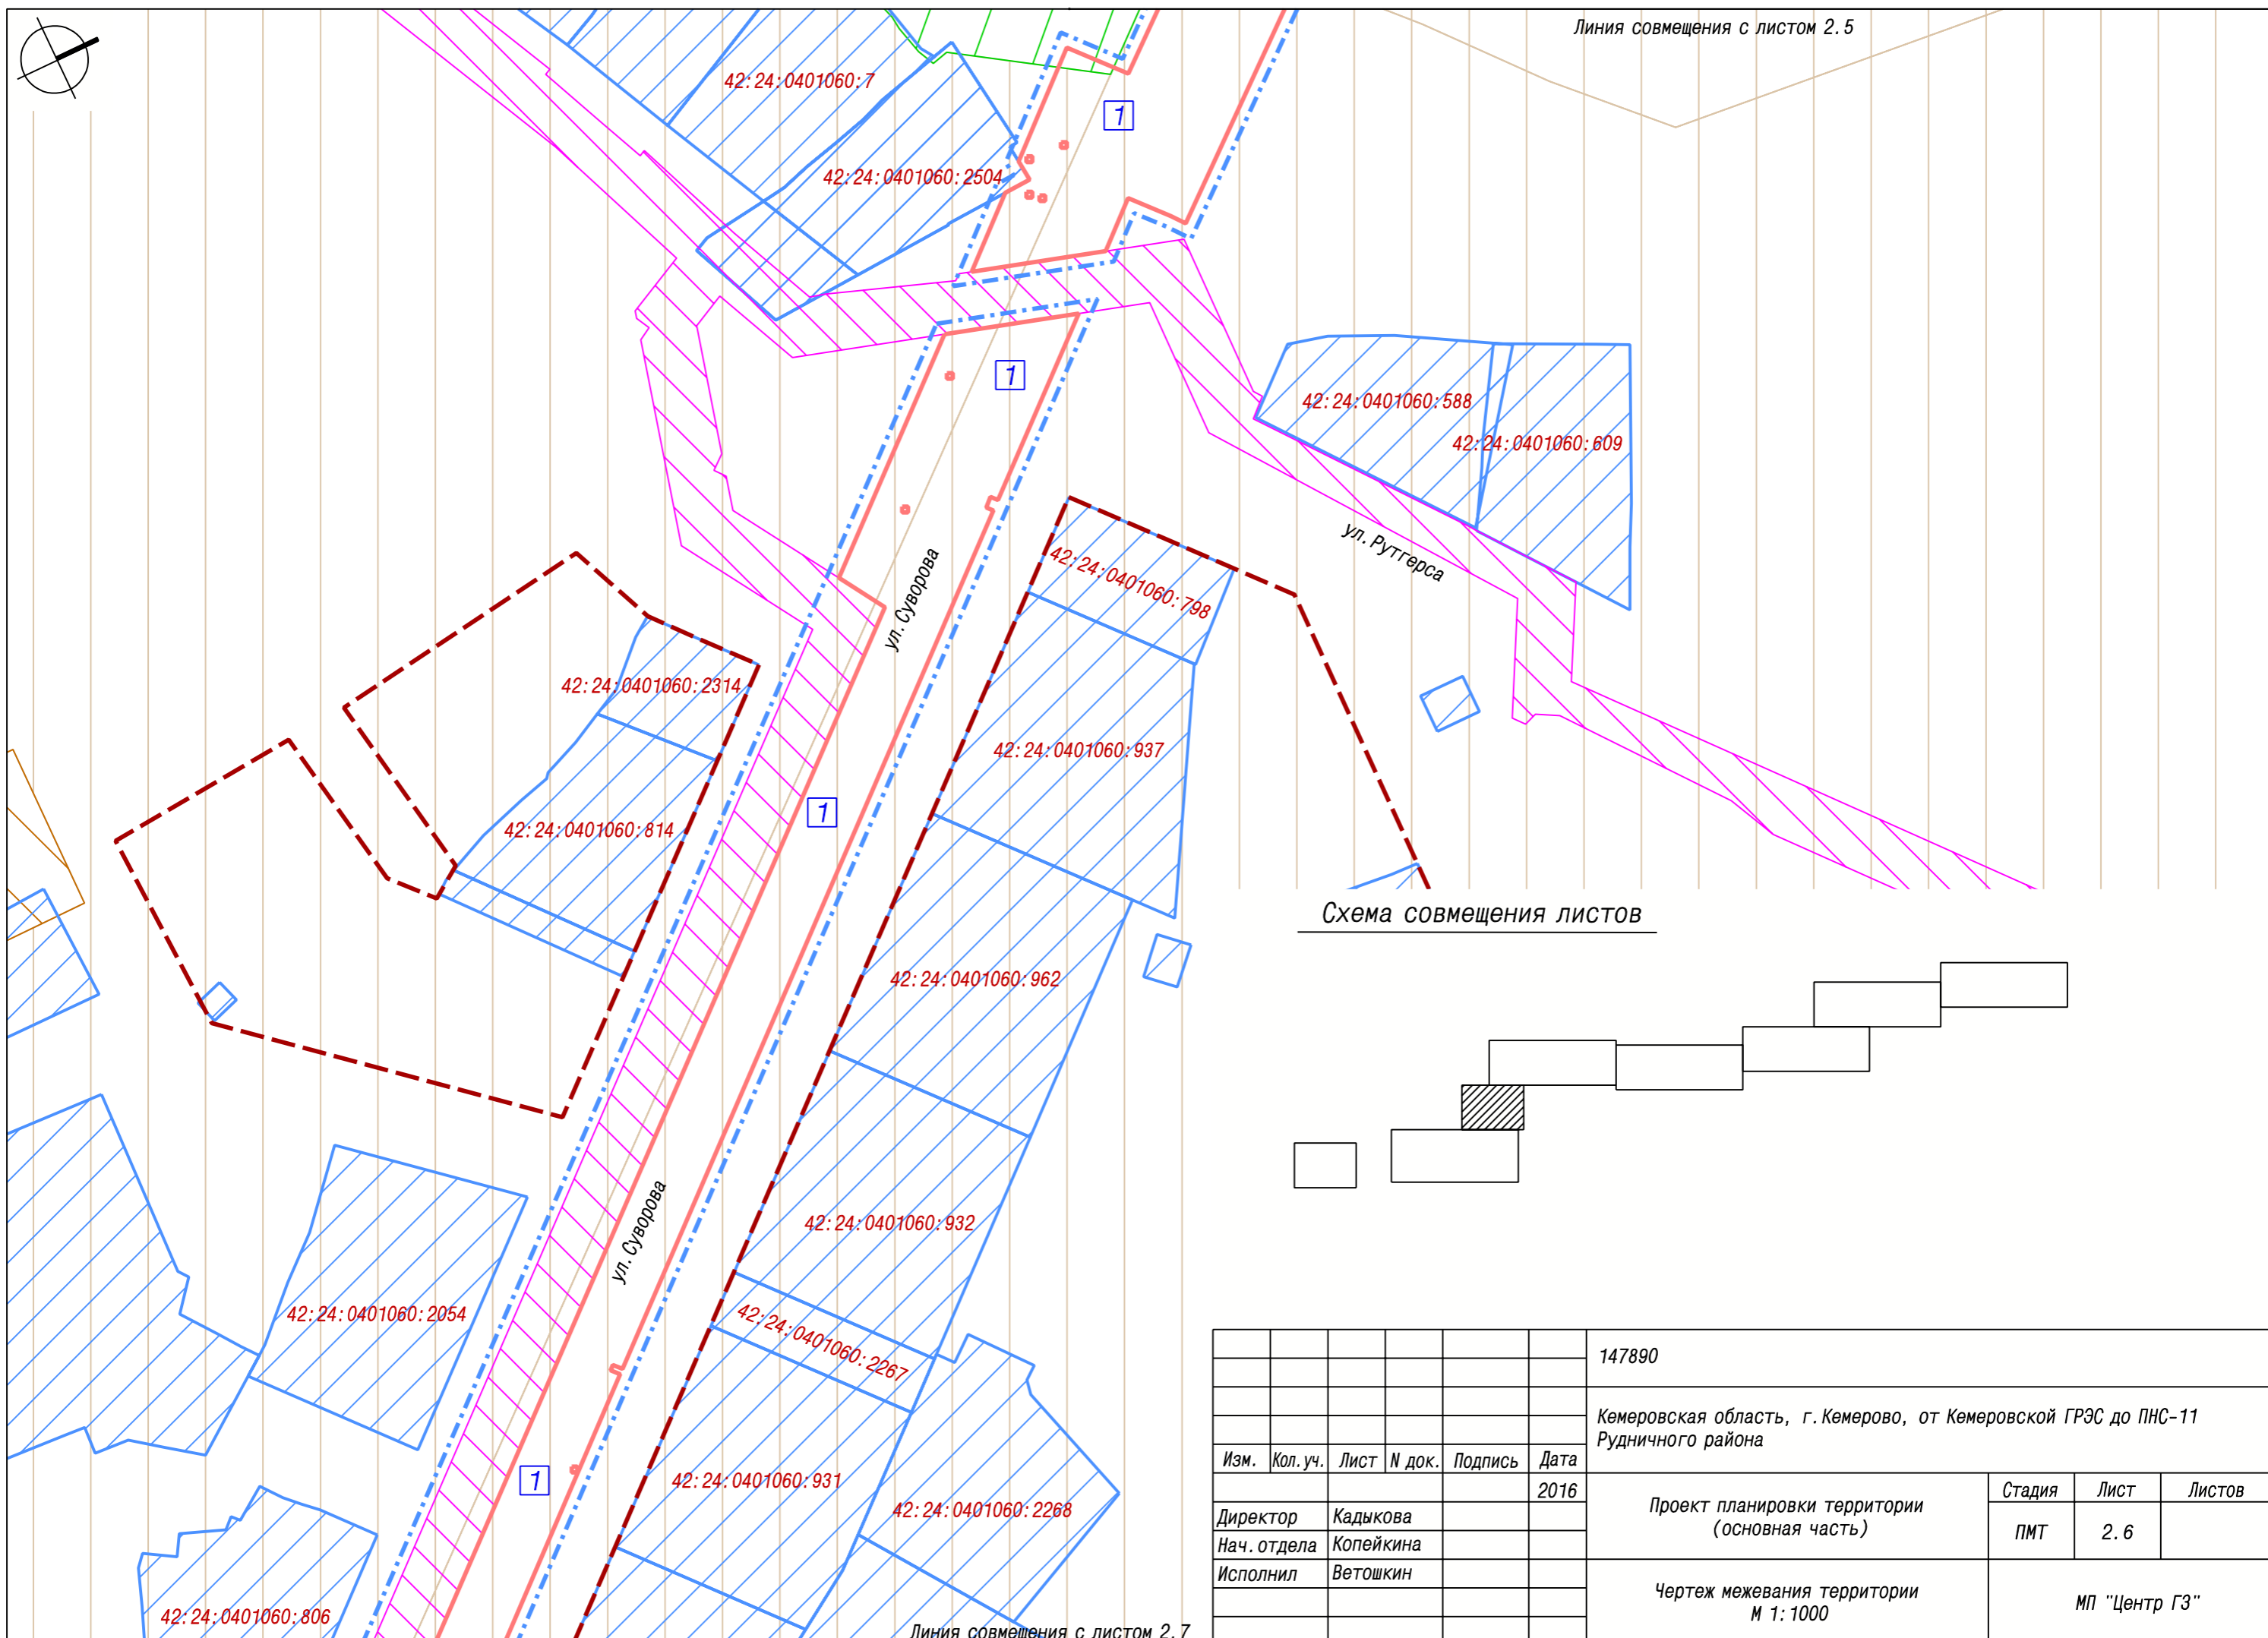 Линия совмещения с листом 2.5
42:24:0401060:7
1
42:24:0401060:2504
1
42:24:0401060:588
42:24:0401060:609
ул. Рутгерса
ул. Суворова
42:24:0401060:798
42:24:0401060:2314
42:24:0401060:937
1
42:24:0401060:814
Схема совмещения листов
42:24:0401060:962
42:24:0401060:932
ул. Суворова
42:24:0401060:2054
42:24:0401060:2267
1
42:24:0401060:931
42:24:0401060:2268
42:24:0401060:806
Линия совмещения с листом 2.7
147890
Кемеровская область, г.Кемерово, от Кемеровской ГРЭС до ПНС-11
Рудничного района
Изм. Кол.уч. Лист N док. Подпись Дата
2016
Проект планировки территории
(основная часть)
Стадия Лист Листов
ПМТ 2.6
Директор Кадыкова
Нач.отдела Копейкина
Исполнил Ветошкин
Чертеж межевания территории
М 1:1000
МП "Центр ГЗ"